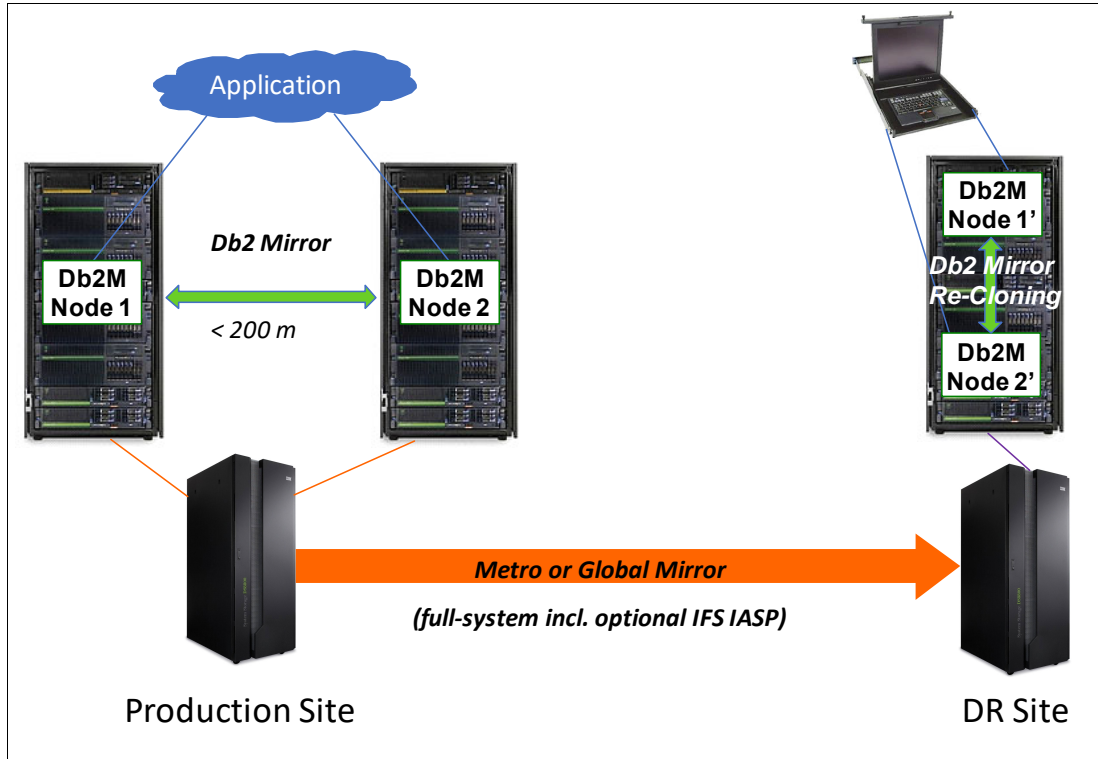 Application
Db2M
Node 1
Db2 Mirror
< 200 m
Db2M
Node 2
Db2M
Node 1’
Db2 Mirror
Re-Cloning
Db2M
Node 2’
Metro or Global Mirror
(full-system incl. optional IFS IASP)
Production Site
DR Site